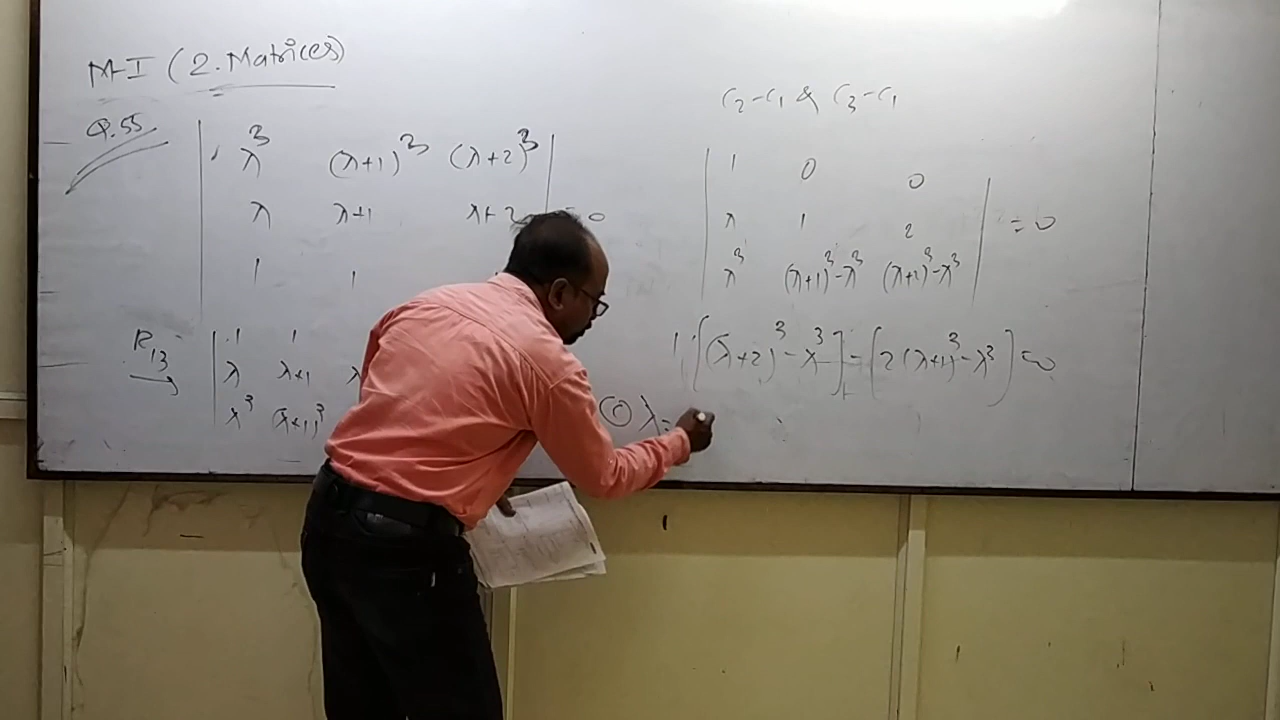 M-I (2. Matrices)
Q.55
λ³ (λ+1)³ (λ+2)³
λ λ+1 λ+2 = 0
1 1
R₁₃ → 1 1
λ λ+1 λ
λ³ (λ+1)³
C₂-C₁ & C₃-C₁
1 0 0
λ 1 2 = 0
λ³ (λ+1)³-λ³ (λ+2)³-λ³
1·[(λ+2)³-λ³] - [2(λ+1)³-λ³] = 0
λ=